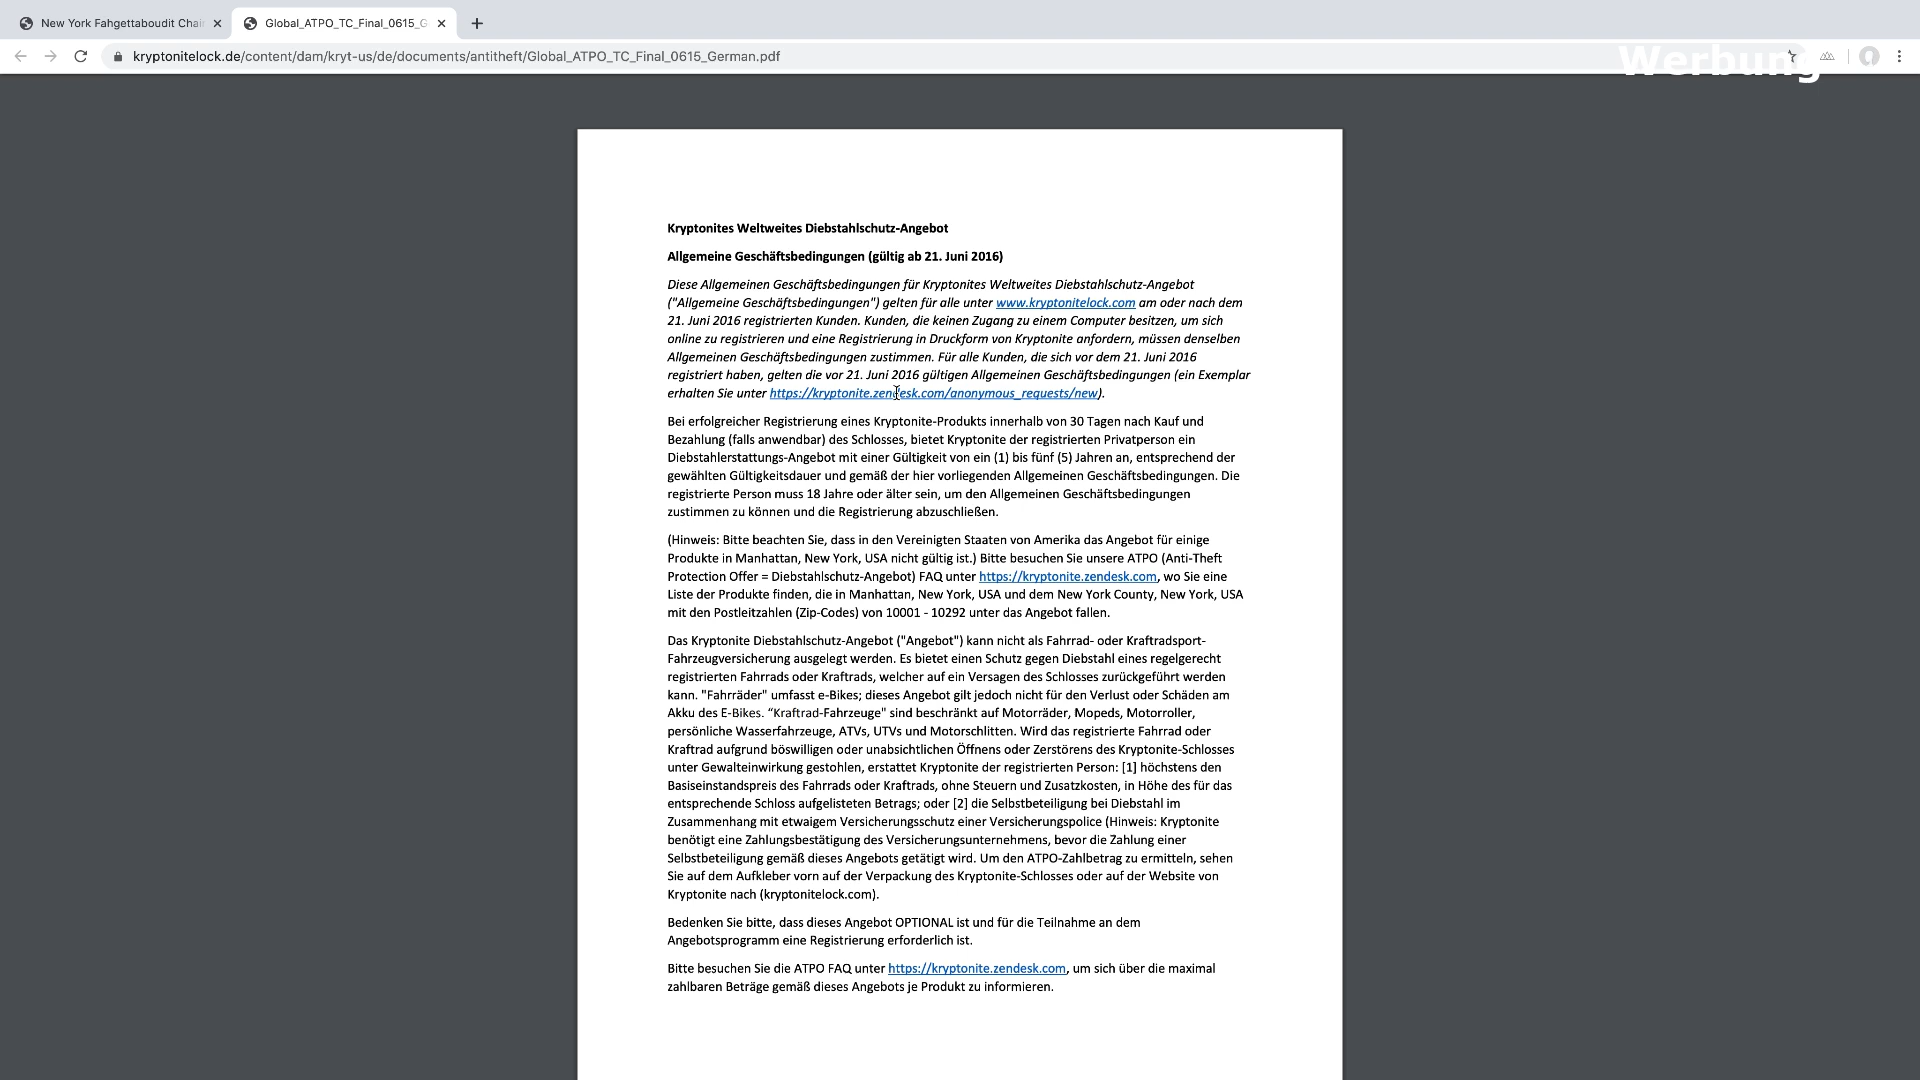 New York Fahgettaboudit Chai
Global_ATPO_TC_Final_0615_G
kryptonitelock.de/content/dam/kryt-us/de/documents/antitheft/Global_ATPO_TC_Final_0615_German.pdf
Werbung
Kryptonites Weltweites Diebstahlschutz-Angebot
Allgemeine Geschäftsbedingungen (gültig ab 21. Juni 2016)
Diese Allgemeinen Geschäftsbedingungen für Kryptonites Weltweites Diebstahlschutz-Angebot
("Allgemeine Geschäftsbedingungen") gelten für alle unter www.kryptonitelock.com am oder nach dem
21. Juni 2016 registrierten Kunden. Kunden, die keinen Zugang zu einem Computer besitzen, um sich
online zu registrieren und eine Registrierung in Druckform von Kryptonite anfordern, müssen denselben
Allgemeinen Geschäftsbedingungen zustimmen. Für alle Kunden, die sich vor dem 21. Juni 2016
registriert haben, gelten die vor 21. Juni 2016 gültigen Allgemeinen Geschäftsbedingungen (ein Exemplar
erhalten Sie unter https://kryptonite.zendesk.com/anonymous_requests/new).
Bei erfolgreicher Registrierung eines Kryptonite-Produkts innerhalb von 30 Tagen nach Kauf und
Bezahlung (falls anwendbar) des Schlosses, bietet Kryptonite der registrierten Privatperson ein
Diebstahlerstattungs-Angebot mit einer Gültigkeit von ein (1) bis fünf (5) Jahren an, entsprechend der
gewählten Gültigkeitsdauer und gemäß der hier vorliegenden Allgemeinen Geschäftsbedingungen. Die
registrierte Person muss 18 Jahre oder älter sein, um den Allgemeinen Geschäftsbedingungen
zustimmen zu können und die Registrierung abzuschließen.
(Hinweis: Bitte beachten Sie, dass in den Vereinigten Staaten von Amerika das Angebot für einige
Produkte in Manhattan, New York, USA nicht gültig ist.) Bitte besuchen Sie unsere ATPO (Anti-Theft
Protection Offer = Diebstahlschutz-Angebot) FAQ unter https://kryptonite.zendesk.com, wo Sie eine
Liste der Produkte finden, die in Manhattan, New York, USA und dem New York County, New York, USA
mit den Postleitzahlen (Zip-Codes) von 10001 - 10292 unter das Angebot fallen.
Das Kryptonite Diebstahlschutz-Angebot ("Angebot") kann nicht als Fahrrad- oder Kraftradsport-
Fahrzeugversicherung ausgelegt werden. Es bietet einen Schutz gegen Diebstahl eines regelgerecht
registrierten Fahrrads oder Kraftrads, welcher auf ein Versagen des Schlosses zurückgeführt werden
kann. "Fahrräder" umfasst e-Bikes; dieses Angebot gilt jedoch nicht für den Verlust oder Schäden am
Akku des E-Bikes. “Kraftrad-Fahrzeuge" sind beschränkt auf Motorräder, Mopeds, Motorroller,
persönliche Wasserfahrzeuge, ATVs, UTVs und Motorschlitten. Wird das registrierte Fahrrad oder
Kraftrad aufgrund böswilligen oder unabsichtlichen Öffnens oder Zerstörens des Kryptonite-Schlosses
unter Gewalteinwirkung gestohlen, erstattet Kryptonite der registrierten Person: [1] höchstens den
Basiseinstandspreis des Fahrrads oder Kraftrads, ohne Steuern und Zusatzkosten, in Höhe des für das
entsprechende Schloss aufgelisteten Betrags; oder [2] die Selbstbeteiligung bei Diebstahl im
Zusammenhang mit etwaigem Versicherungsschutz einer Versicherungspolice (Hinweis: Kryptonite
benötigt eine Zahlungsbestätigung des Versicherungsunternehmens, bevor die Zahlung einer
Selbstbeteiligung gemäß dieses Angebots getätigt wird. Um den ATPO-Zahlbetrag zu ermitteln, sehen
Sie auf dem Aufkleber vorn auf der Verpackung des Kryptonite-Schlosses oder auf der Website von
Kryptonite nach (kryptonitelock.com).
Bedenken Sie bitte, dass dieses Angebot OPTIONAL ist und für die Teilnahme an dem
Angebotsprogramm eine Registrierung erforderlich ist.
Bitte besuchen Sie die ATPO FAQ unter https://kryptonite.zendesk.com, um sich über die maximal
zahlbaren Beträge gemäß dieses Angebots je Produkt zu informieren.